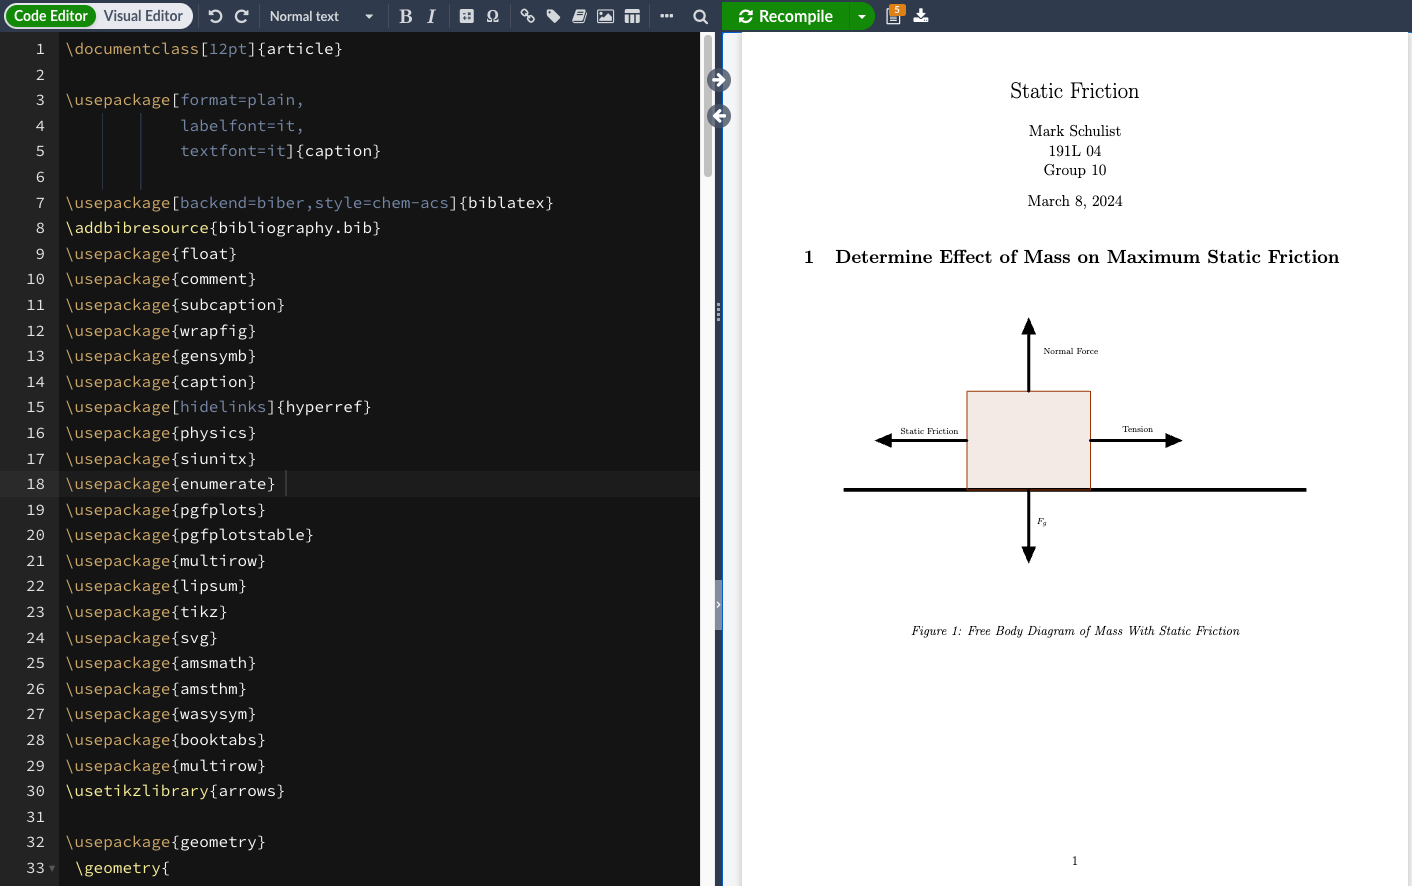 Code Editor Visual Editor Normal text B I Ω Recompile 5
1 \documentclass[12pt]{article}
2
3 \usepackage[format=plain,
4 labelfont=it,
5 textfont=it]{caption}
6
7 \usepackage[backend=biber,style=chem-acs]{biblatex}
8 \addbibresource{bibliography.bib}
9 \usepackage{float}
10 \usepackage{comment}
11 \usepackage{subcaption}
12 \usepackage{wrapfig}
13 \usepackage{gensymb}
14 \usepackage{caption}
15 \usepackage[hidelinks]{hyperref}
16 \usepackage{physics}
17 \usepackage{siunitx}
18 \usepackage{enumerate}
19 \usepackage{pgfplots}
20 \usepackage{pgfplotstable}
21 \usepackage{multirow}
22 \usepackage{lipsum}
23 \usepackage{tikz}
24 \usepackage{svg}
25 \usepackage{amsmath}
26 \usepackage{amsthm}
27 \usepackage{wasysym}
28 \usepackage{booktabs}
29 \usepackage{multirow}
30 \usetikzlibrary{arrows}
31
32 \usepackage{geometry}
33 \geometry{
Static Friction
Mark Schulist
191L 04
Group 10
March 8, 2024
1 Determine Effect of Mass on Maximum Static Friction
Normal Force
Static Friction
Tension
F_g
Figure 1: Free Body Diagram of Mass With Static Friction
1